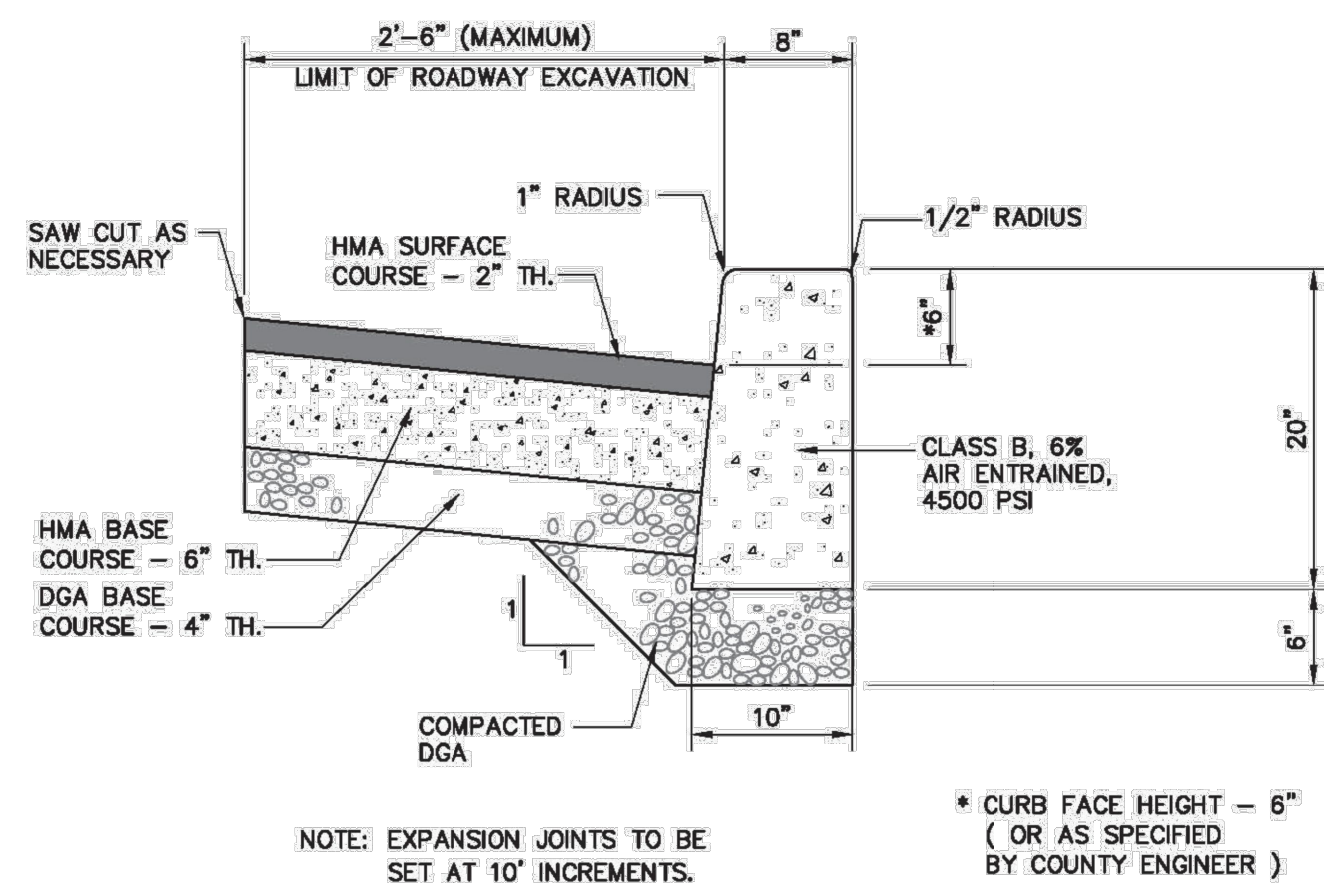 2'-6" (MAXIMUM)
8"
LIMIT OF ROADWAY EXCAVATION
1" RADIUS
1/2" RADIUS
SAW CUT AS
NECESSARY
HMA SURFACE
COURSE - 2" TH.
*6"
20"
CLASS B, 6%
AIR ENTRAINED,
4500 PSI
HMA BASE
COURSE - 6" TH.
DGA BASE
COURSE - 4" TH.
1
1
6"
10"
COMPACTED
DGA
* CURB FACE HEIGHT - 6"
( OR AS SPECIFIED
BY COUNTY ENGINEER )
NOTE: EXPANSION JOINTS TO BE
SET AT 10' INCREMENTS.